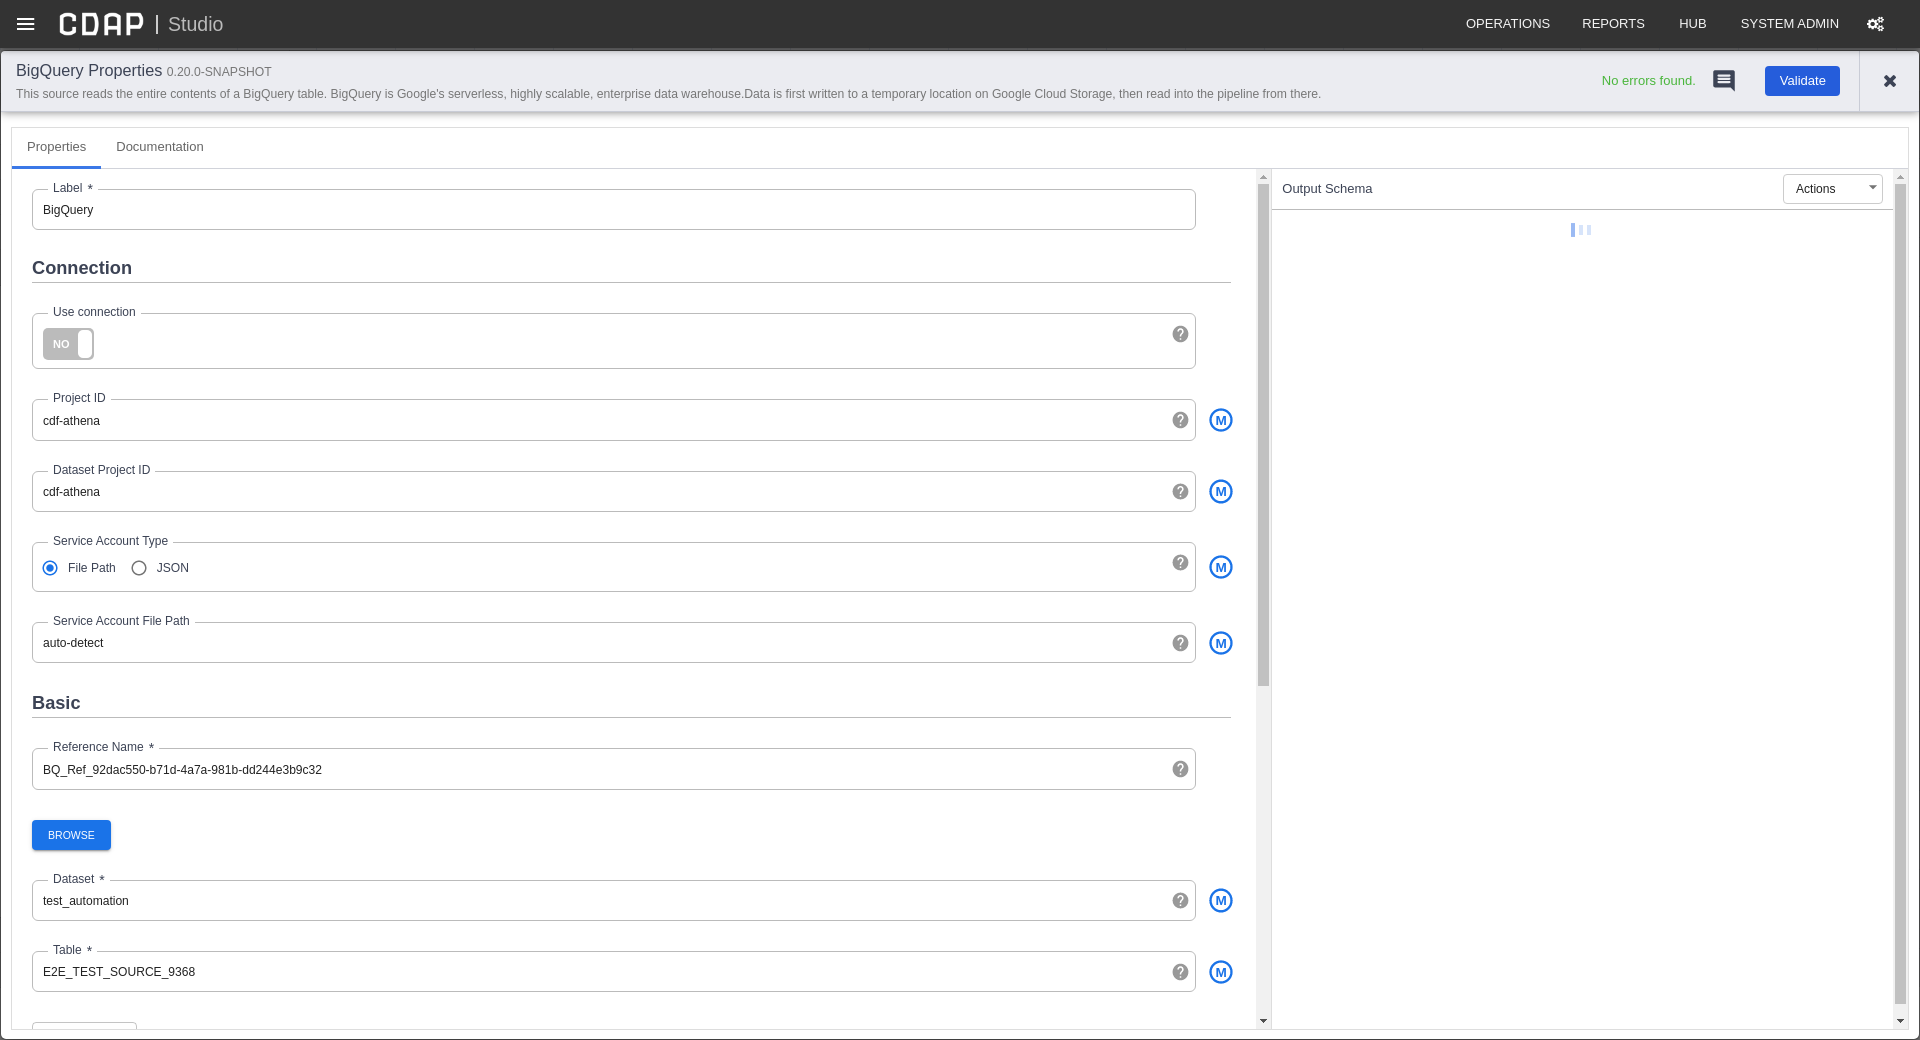 CDAP | Studio
OPERATIONS REPORTS HUB SYSTEM ADMIN
BigQuery Properties 0.20.0-SNAPSHOT
This source reads the entire contents of a BigQuery table. BigQuery is Google's serverless, highly scalable, enterprise data warehouse.Data is first written to a temporary location on Google Cloud Storage, then read into the pipeline from there.
No errors found.
Validate
Properties Documentation
Label *
BigQuery
Connection
Use connection
NO
Project ID
cdf-athena
M
Dataset Project ID
cdf-athena
M
Service Account Type
File Path JSON
M
Service Account File Path
auto-detect
M
Basic
Reference Name *
BQ_Ref_92dac550-b71d-4a7a-981b-dd244e3b9c32
BROWSE
Dataset *
test_automation
M
Table *
E2E_TEST_SOURCE_9368
M
Output Schema
Actions